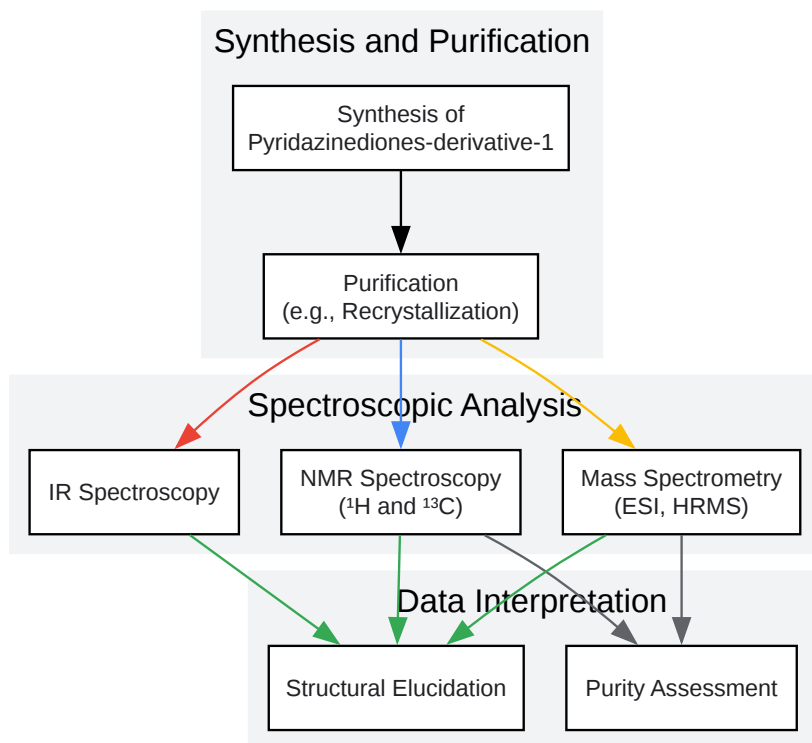 Synthesis and Purification
Synthesis of
Pyridazinediones-derivative-1
Purification
(e.g., Recrystallization)
Spectroscopic Analysis
IR Spectroscopy
NMR Spectroscopy
(¹H and ¹³C)
Mass Spectrometry
(ESI, HRMS)
Data Interpretation
Structural Elucidation
Purity Assessment